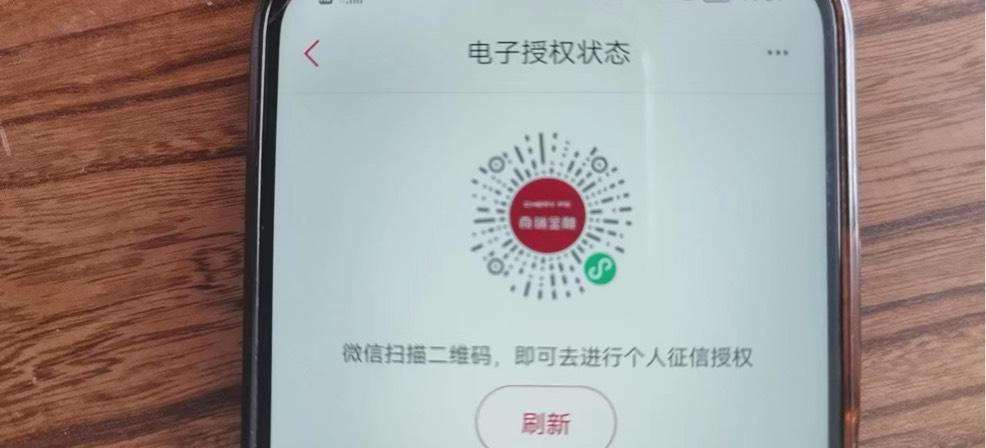 电子授权状态
奇瑞金融
微信扫描二维码，即可去进行个人征信授权
刷新